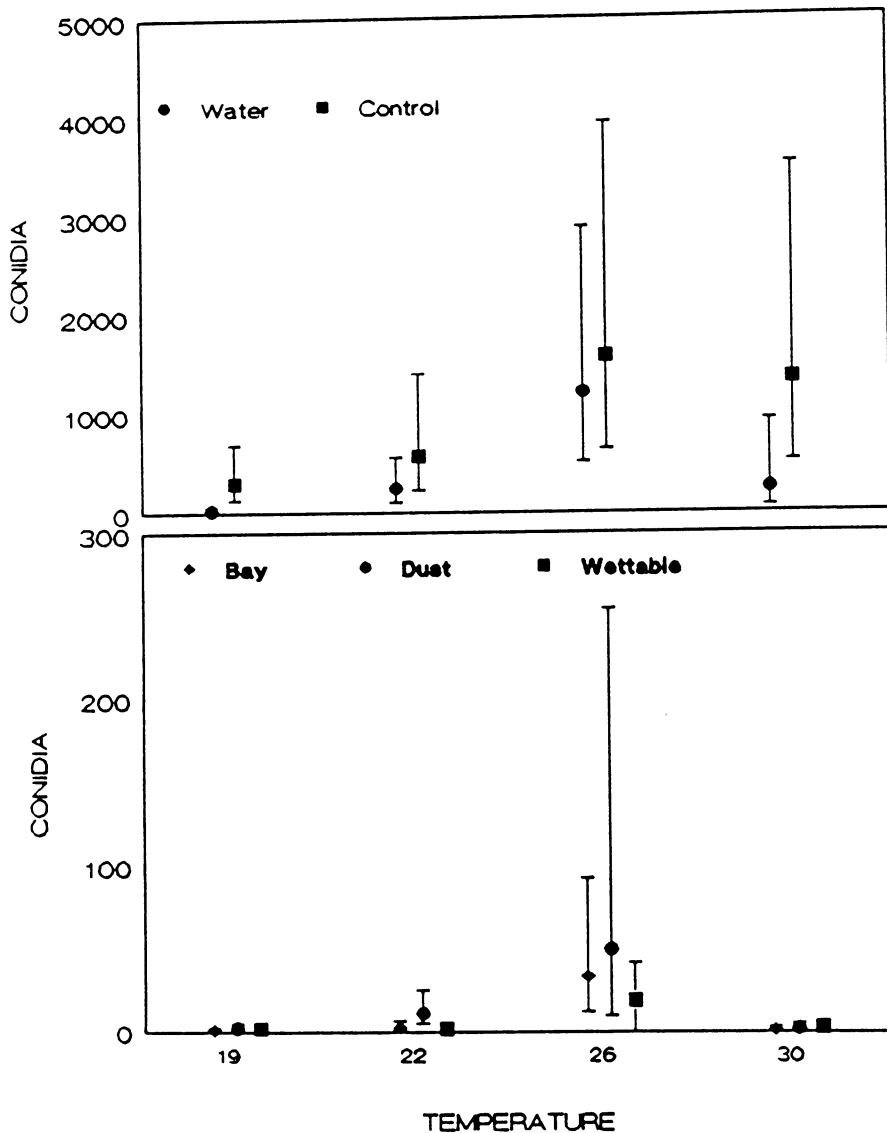 5000
Water Control
4000
3000
2000
1000
0
CONIDIA
300
Bay Dust Wettable
200
100
0
CONIDIA
19 22 26 30
TEMPERATURE